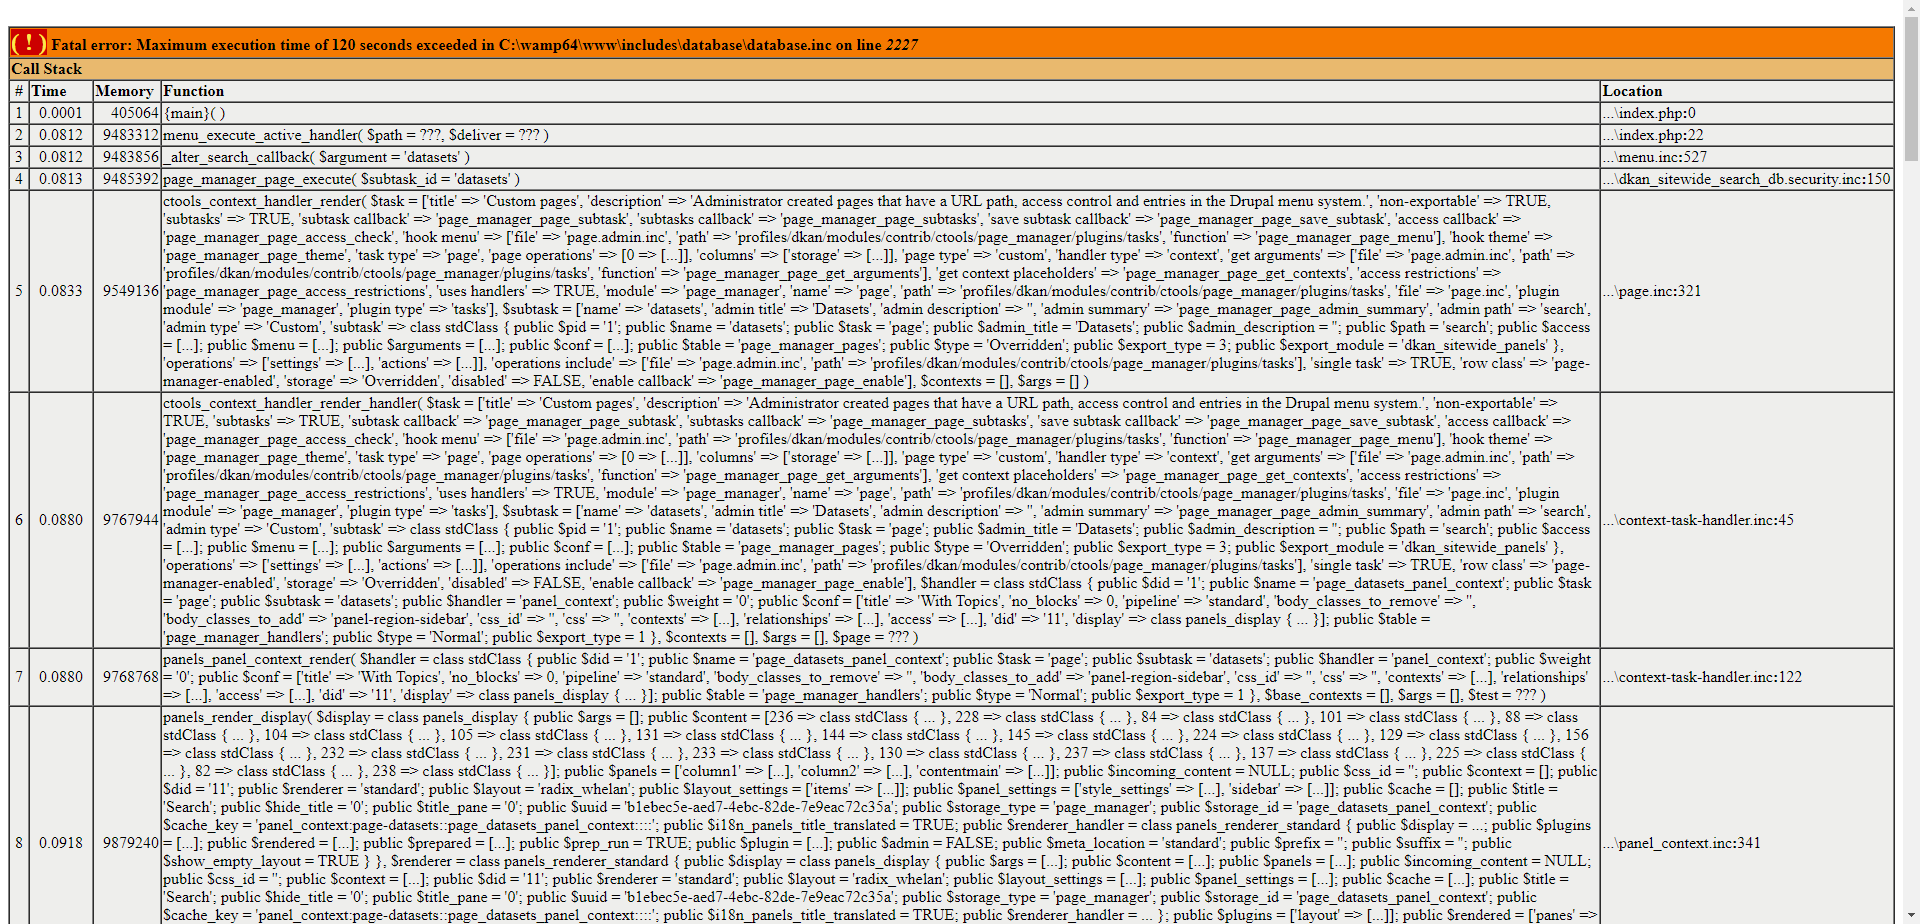 ( ! ) Fatal error: Maximum execution time of 120 seconds exceeded in C:\wamp64\www\includes\database\database.inc on line 2227
Call Stack
# Time Memory Function Location
1 0.0001 405064 {main}( ) ...\index.php:0
2 0.0812 9483312 menu_execute_active_handler( $path = ???, $deliver = ??? ) ...\index.php:22
3 0.0812 9483856 _alter_search_callback( $argument = 'datasets' ) ...\menu.inc:527
4 0.0813 9485392 page_manager_page_execute( $subtask_id = 'datasets' ) ...\dkan_sitewide_search_db.security.inc:150
ctools_context_handler_render( $task = ['title' => 'Custom pages', 'description' => 'Administrator created pages that have a URL path, access control and entries in the Drupal menu system.', 'non-exportable' => TRUE,
'subtasks' => TRUE, 'subtask callback' => 'page_manager_page_subtask', 'subtasks callback' => 'page_manager_page_subtasks', 'save subtask callback' => 'page_manager_page_save_subtask', 'access callback' =>
'page_manager_page_access_check', 'hook menu' => ['file' => 'page.admin.inc', 'path' => 'profiles/dkan/modules/contrib/ctools/page_manager/plugins/tasks', 'function' => 'page_manager_page_menu'], 'hook theme' =>
'page_manager_page_theme', 'task type' => 'page', 'page operations' => [0 => [...]], 'columns' => ['storage' => [...]], 'page type' => 'custom', 'handler type' => 'context', 'get arguments' => ['file' => 'page.admin.inc', 'path' =>
'profiles/dkan/modules/contrib/ctools/page_manager/plugins/tasks', 'function' => 'page_manager_page_get_arguments'], 'get context placeholders' => 'page_manager_page_get_contexts', 'access restrictions' =>
5 0.0833 9549136 'page_manager_page_access_restrictions', 'uses handlers' => TRUE, 'module' => 'page_manager', 'name' => 'page', 'path' => 'profiles/dkan/modules/contrib/ctools/page_manager/plugins/tasks', 'file' => 'page.inc', 'plugin ...\page.inc:321
module' => 'page_manager', 'plugin type' => 'tasks'], $subtask = ['name' => 'datasets', 'admin title' => 'Datasets', 'admin description' => '', 'admin summary' => 'page_manager_page_admin_summary', 'admin path' => 'search',
'admin type' => 'Custom', 'subtask' => class stdClass { public $pid = '1'; public $name = 'datasets'; public $task = 'page'; public $admin_title = 'Datasets'; public $admin_description = ''; public $path = 'search'; public $access
= [...]; public $menu = [...]; public $arguments = [...]; public $conf = [...]; public $table = 'page_manager_pages'; public $type = 'Overridden'; public $export_type = 3; public $export_module = 'dkan_sitewide_panels' },
'operations' => ['settings' => [...], 'actions' => [...]], 'operations include' => ['file' => 'page.admin.inc', 'path' => 'profiles/dkan/modules/contrib/ctools/page_manager/plugins/tasks'], 'single task' => TRUE, 'row class' => 'page-
manager-enabled', 'storage' => 'Overridden', 'disabled' => FALSE, 'enable callback' => 'page_manager_page_enable'], $contexts = [], $args = [] )
ctools_context_handler_render_handler( $task = ['title' => 'Custom pages', 'description' => 'Administrator created pages that have a URL path, access control and entries in the Drupal menu system.', 'non-exportable' =>
TRUE, 'subtasks' => TRUE, 'subtask callback' => 'page_manager_page_subtask', 'subtasks callback' => 'page_manager_page_subtasks', 'save subtask callback' => 'page_manager_page_save_subtask', 'access callback' =>
'page_manager_page_access_check', 'hook menu' => ['file' => 'page.admin.inc', 'path' => 'profiles/dkan/modules/contrib/ctools/page_manager/plugins/tasks', 'function' => 'page_manager_page_menu'], 'hook theme' =>
'page_manager_page_theme', 'task type' => 'page', 'page operations' => [0 => [...]], 'columns' => ['storage' => [...]], 'page type' => 'custom', 'handler type' => 'context', 'get arguments' => ['file' => 'page.admin.inc', 'path' =>
'profiles/dkan/modules/contrib/ctools/page_manager/plugins/tasks', 'function' => 'page_manager_page_get_arguments'], 'get context placeholders' => 'page_manager_page_get_contexts', 'access restrictions' =>
'page_manager_page_access_restrictions', 'uses handlers' => TRUE, 'module' => 'page_manager', 'name' => 'page', 'path' => 'profiles/dkan/modules/contrib/ctools/page_manager/plugins/tasks', 'file' => 'page.inc', 'plugin
6 0.0880 9767944 module' => 'page_manager', 'plugin type' => 'tasks'], $subtask = ['name' => 'datasets', 'admin title' => 'Datasets', 'admin description' => '', 'admin summary' => 'page_manager_page_admin_summary', 'admin path' => 'search', ...\context-task-handler.inc:45
'admin type' => 'Custom', 'subtask' => class stdClass { public $pid = '1'; public $name = 'datasets'; public $task = 'page'; public $admin_title = 'Datasets'; public $admin_description = ''; public $path = 'search'; public $access
= [...]; public $menu = [...]; public $arguments = [...]; public $conf = [...]; public $table = 'page_manager_pages'; public $type = 'Overridden'; public $export_type = 3; public $export_module = 'dkan_sitewide_panels' },
'operations' => ['settings' => [...], 'actions' => [...]], 'operations include' => ['file' => 'page.admin.inc', 'path' => 'profiles/dkan/modules/contrib/ctools/page_manager/plugins/tasks'], 'single task' => TRUE, 'row class' => 'page-
manager-enabled', 'storage' => 'Overridden', 'disabled' => FALSE, 'enable callback' => 'page_manager_page_enable'], $handler = class stdClass { public $did = '1'; public $name = 'page_datasets_panel_context'; public $task
= 'page'; public $subtask = 'datasets'; public $handler = 'panel_context'; public $weight = '0'; public $conf = ['title' => 'With Topics', 'no_blocks' => 0, 'pipeline' => 'standard', 'body_classes_to_remove' => '',
'body_classes_to_add' => 'panel-region-sidebar', 'css_id' => '', 'css' => '', 'contexts' => [...], 'relationships' => [...], 'access' => [...], 'did' => '11', 'display' => class panels_display { ... }]; public $table =
'page_manager_handlers'; public $type = 'Normal'; public $export_type = 1 }, $contexts = [], $args = [], $page = ??? )
panels_panel_context_render( $handler = class stdClass { public $did = '1'; public $name = 'page_datasets_panel_context'; public $task = 'page'; public $subtask = 'datasets'; public $handler = 'panel_context'; public $weight
7 0.0880 9768768 = '0'; public $conf = ['title' => 'With Topics', 'no_blocks' => 0, 'pipeline' => 'standard', 'body_classes_to_remove' => '', 'body_classes_to_add' => 'panel-region-sidebar', 'css_id' => '', 'css' => '', 'contexts' => [...], 'relationships' ...\context-task-handler.inc:122
=> [...], 'access' => [...], 'did' => '11', 'display' => class panels_display { ... }]; public $table = 'page_manager_handlers'; public $type = 'Normal'; public $export_type = 1 }, $base_contexts = [], $args = [], $test = ??? )
panels_render_display( $display = class panels_display { public $args = []; public $content = [236 => class stdClass { ... }, 228 => class stdClass { ... }, 84 => class stdClass { ... }, 101 => class stdClass { ... }, 88 => class
stdClass { ... }, 104 => class stdClass { ... }, 105 => class stdClass { ... }, 131 => class stdClass { ... }, 144 => class stdClass { ... }, 145 => class stdClass { ... }, 224 => class stdClass { ... }, 129 => class stdClass { ... }, 156
=> class stdClass { ... }, 232 => class stdClass { ... }, 231 => class stdClass { ... }, 233 => class stdClass { ... }, 130 => class stdClass { ... }, 237 => class stdClass { ... }, 137 => class stdClass { ... }, 225 => class stdClass {
... }, 82 => class stdClass { ... }, 238 => class stdClass { ... }]; public $panels = ['column1' => [...], 'column2' => [...], 'contentmain' => [...]]; public $incoming_content = NULL; public $css_id = ''; public $context = []; public
$did = '11'; public $renderer = 'standard'; public $layout = 'radix_whelan'; public $layout_settings = ['items' => [...]]; public $panel_settings = ['style_settings' => [...], 'sidebar' => [...]]; public $cache = []; public $title =
'Search'; public $hide_title = '0'; public $title_pane = '0'; public $uuid = 'b1ebec5e-aed7-4ebc-82de-7e9eac72c35a'; public $storage_type = 'page_manager'; public $storage_id = 'page_datasets_panel_context'; public
$cache_key = 'panel_context:page-datasets::page_datasets_panel_context::::'; public $i18n_panels_title_translated = TRUE; public $renderer_handler = class panels_renderer_standard { public $display = ...; public $plugins
8 0.0918 9879240 = [...]; public $rendered = [...]; public $prepared = [...]; public $prep_run = TRUE; public $plugin = [...]; public $admin = FALSE; public $meta_location = 'standard'; public $prefix = ''; public $suffix = ''; public ...\panel_context.inc:341
$show_empty_layout = TRUE } }, $renderer = class panels_renderer_standard { public $display = class panels_display { public $args = [...]; public $content = [...]; public $panels = [...]; public $incoming_content = NULL;
public $css_id = ''; public $context = [...]; public $did = '11'; public $renderer = 'standard'; public $layout = 'radix_whelan'; public $layout_settings = [...]; public $panel_settings = [...]; public $cache = [...]; public $title =
'Search'; public $hide_title = '0'; public $title_pane = '0'; public $uuid = 'b1ebec5e-aed7-4ebc-82de-7e9eac72c35a'; public $storage_type = 'page_manager'; public $storage_id = 'page_datasets_panel_context'; public
$cache_key = 'panel_context:page-datasets::page_datasets_panel_context::::'; public $i18n_panels_title_translated = TRUE; public $renderer_handler = ... }; public $plugins = ['layout' => [...]]; public $rendered = ['panes' =>